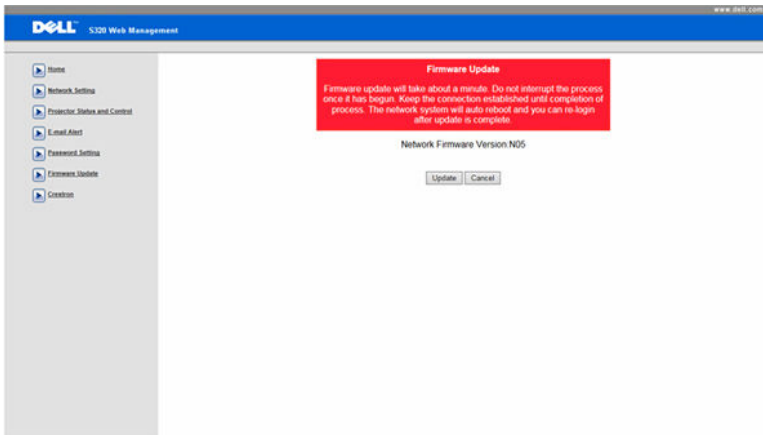 www.dell.com
DELL™ S320 Web Management
Home
Network Setting
Projector Status and Control
E-mail Alert
Password Setting
Firmware Update
Crestron
Firmware Update
Firmware update will take about a minute. Do not interrupt the process
once it has begun. Keep the connection established until completion of
process. The network system will auto reboot and you can re-login
after update is complete.
Network Firmware Version:N05
Update Cancel